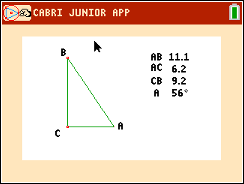 CABRI JUNIOR APP
B
AB 11.1
AC 6.2
CB 9.2
A 56°
C
A